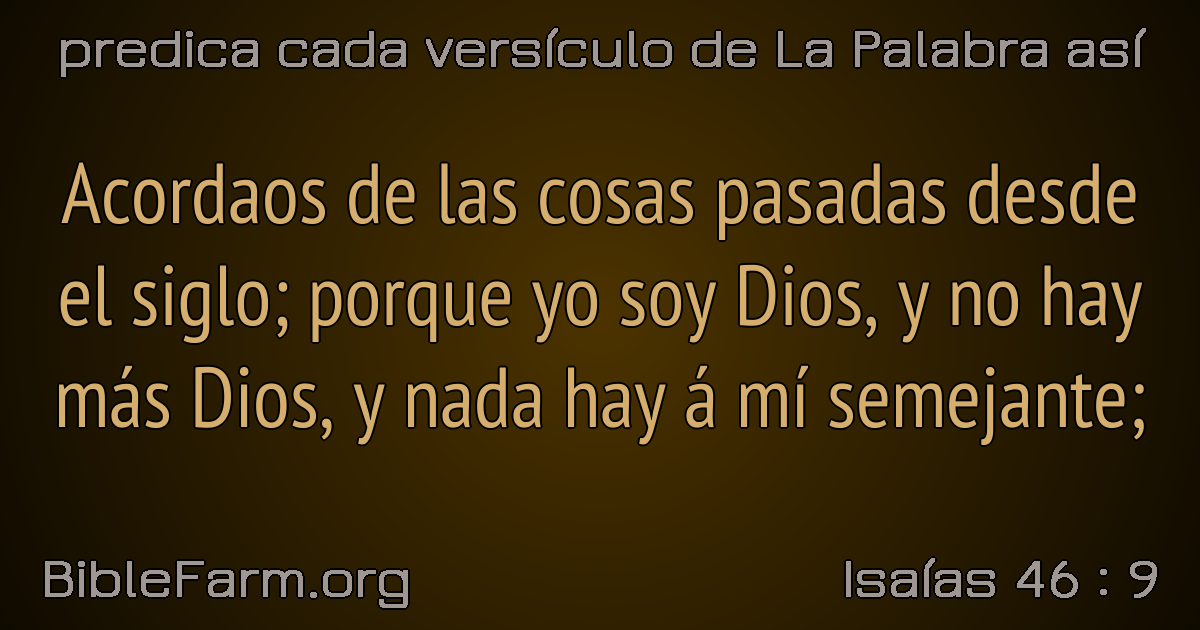 predica cada versículo de La Palabra así
Acordaos de las cosas pasadas desde
el siglo; porque yo soy Dios, y no hay
más Dios, y nada hay á mí semejante;
BibleFarm.org
Isaías 46 : 9